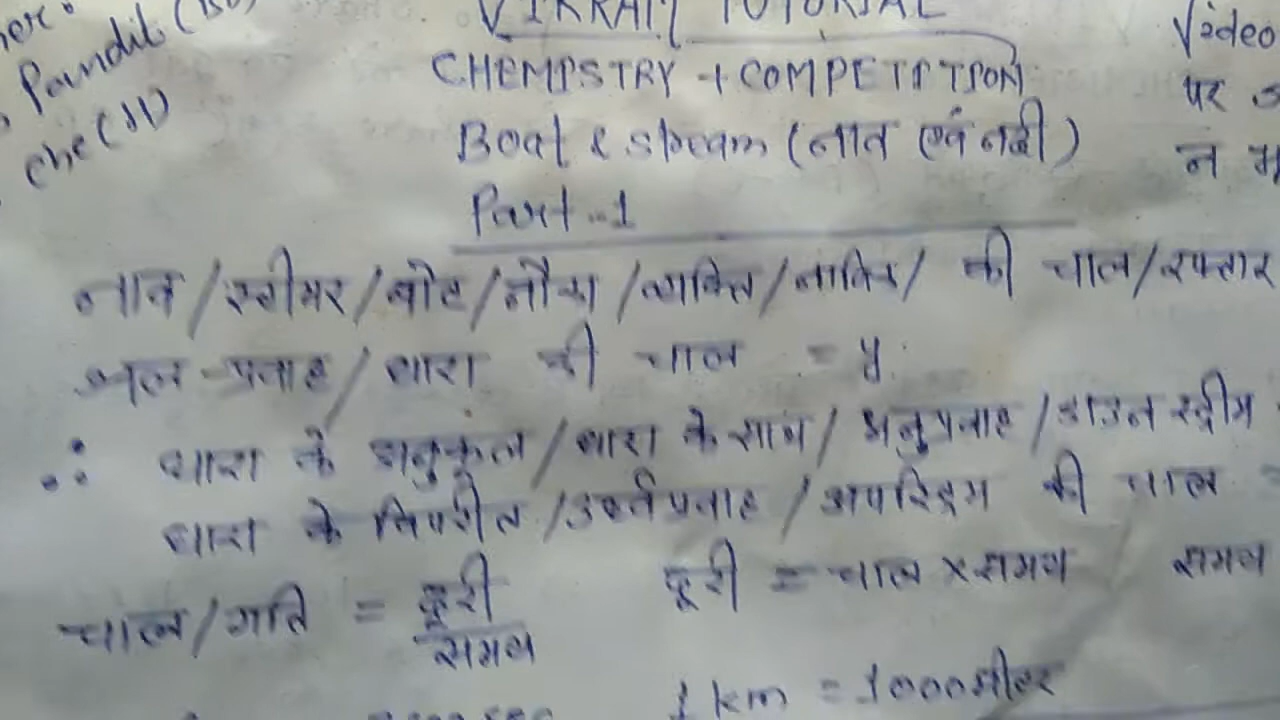 Pandit
che (11)
VIKRAM TUTORIAL
CHEMISTRY + COMPETITION
Boat & stream (नाव एवं नदी)
Part-1
Video
पर
न
नाव/स्टीमर/बोट/नौका/व्यक्ति/नाविक/ की चाल/रफ्तार
जल-प्रवाह/धारा की चाल = y.
∴ धारा के अनुकूल/धारा के साथ/अनुप्रवाह/डाउन स्ट्रीम
धारा के विपरीत/उर्ध्वप्रवाह/अपस्ट्रिम की चाल =
चाल/गति = दूरी/समय दूरी = चाल × समय समय
1 km = 1000 मीटर